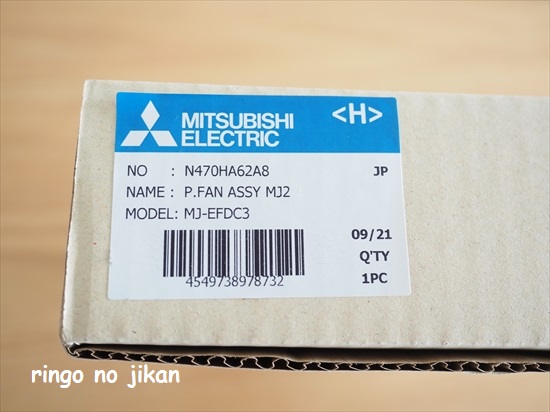 MITSUBISHI
ELECTRIC
<H>
NO : N470HA62A8 JP
NAME : P.FAN ASSY MJ2
MODEL: MJ-EFDC3
09/21
Q'TY
1PC
4549738978732
ringo no jikan